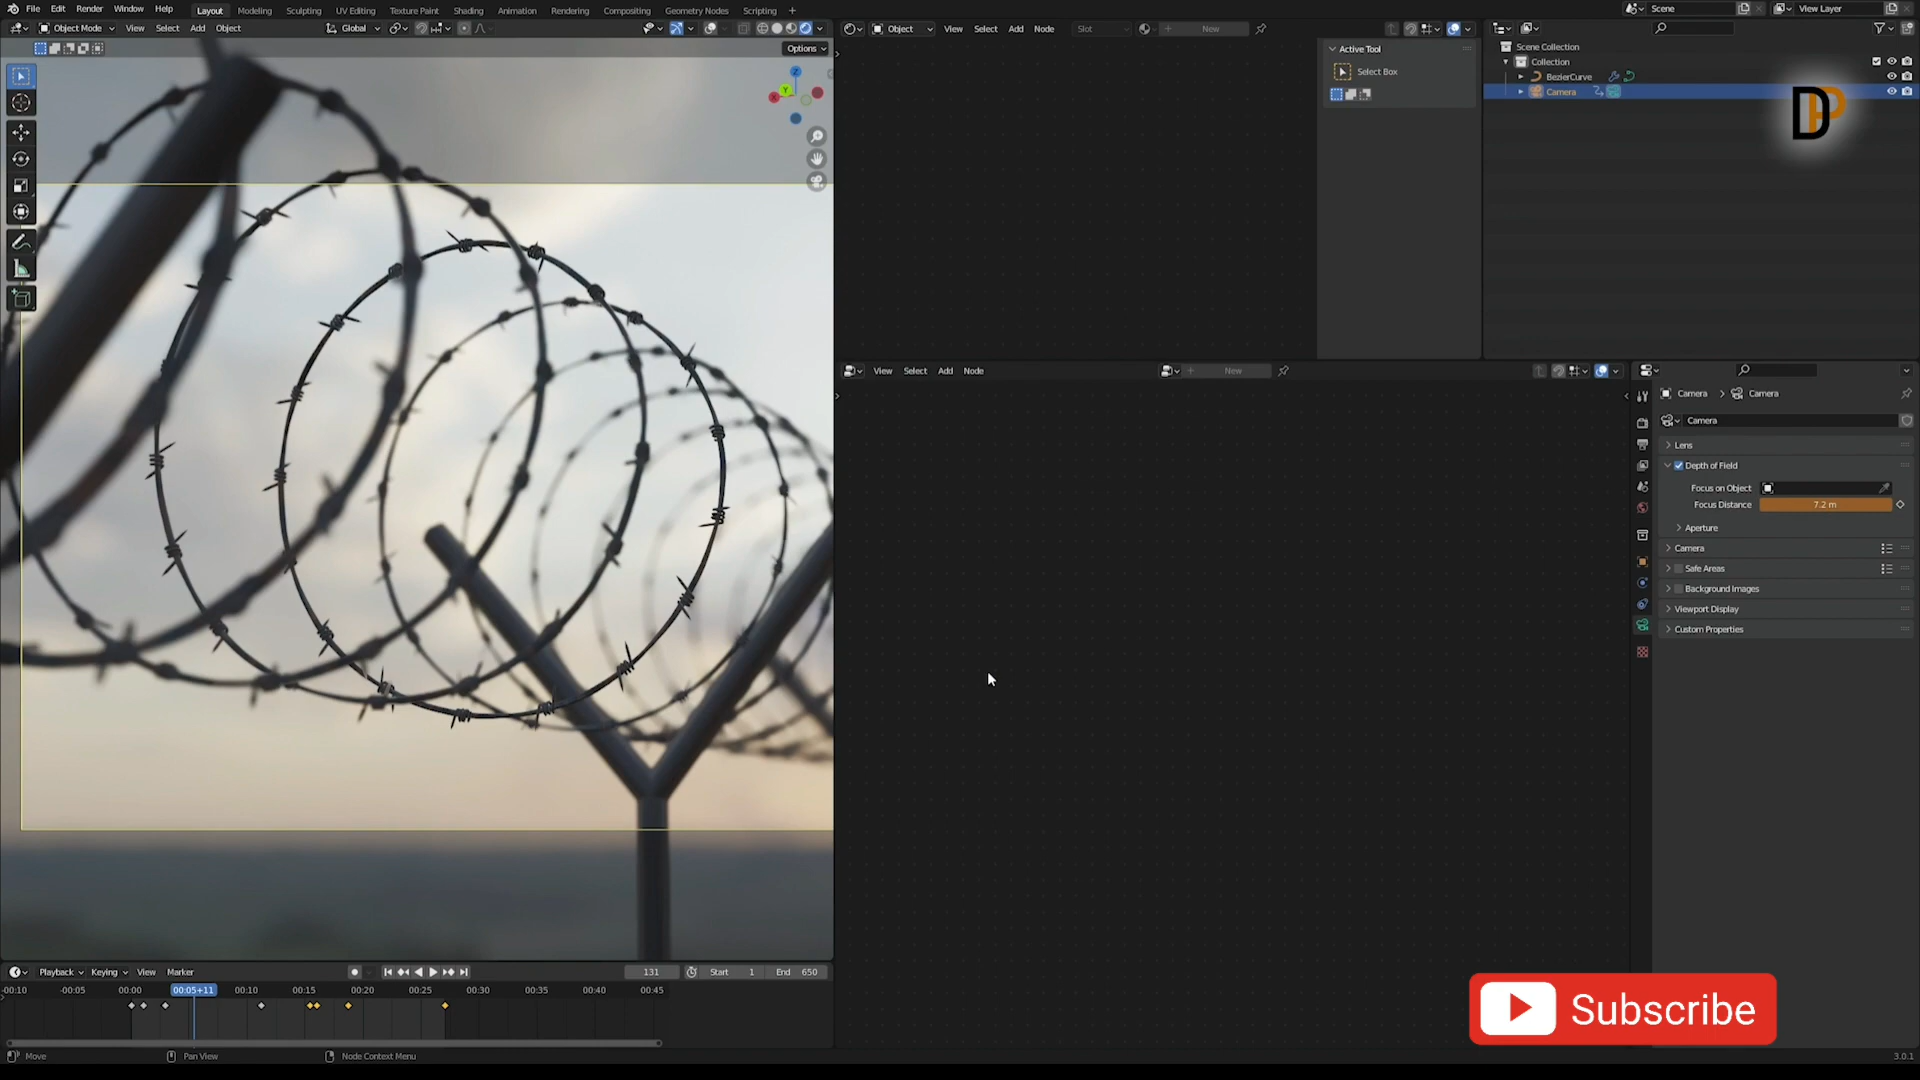 File Edit Render Window Help Layout Modeling Sculpting UV Editing Texture Paint Shading Animation Rendering Compositing Geometry Nodes Scripting + Scene View Layer
Object Mode View Select Add Object Global
Object View Select Add Node Slot New
Options
Active Tool
Select Box
Scene Collection
Collection
BezierCurve
Camera
DP
Z
Y
X
View Select Add Node New
Camera > Camera
Camera
Lens
Depth of Field
Focus on Object
Focus Distance 7.2 m
Aperture
Camera
Safe Areas
Background Images
Viewport Display
Custom Properties
Playback Keying View Marker 131 Start 1 End 650
-00:10 -00:05 00:00 00:05+11 00:10 00:15 00:20 00:25 00:30 00:35 00:40 00:45
Subscribe
Move Pan View Node Context Menu 3.0.1